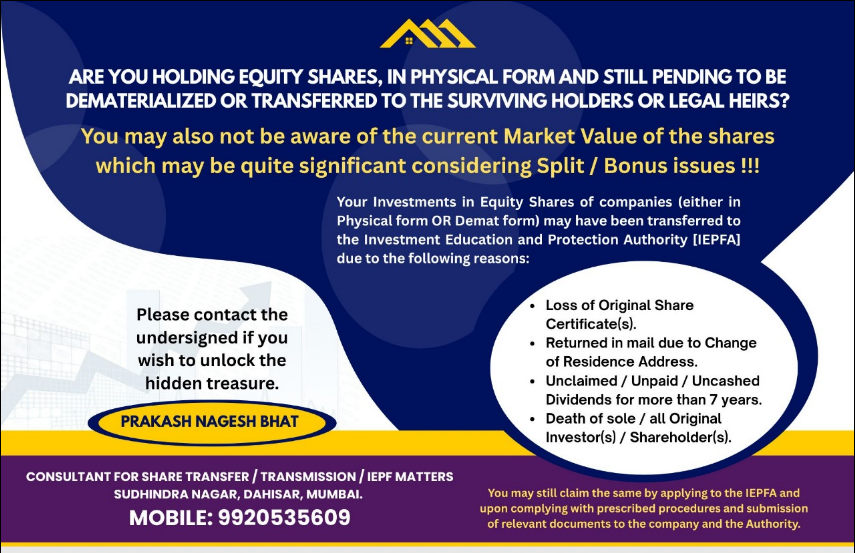 ARE YOU HOLDING EQUITY SHARES, IN PHYSICAL FORM AND STILL PENDING TO BE
DEMATERIALIZED OR TRANSFERRED TO THE SURVIVING HOLDERS OR LEGAL HEIRS?
You may also not be aware of the current Market Value of the shares
which may be quite significant considering Split / Bonus issues !!!
Your Investments in Equity Shares of companies (either in
Physical form OR Demat form) may have been transferred to
the Investment Education and Protection Authority [IEPFA]
due to the following reasons:
• Loss of Original Share
Certificate(s).
• Returned in mail due to Change
of Residence Address.
• Unclaimed / Unpaid / Uncashed
Dividends for more than 7 years.
• Death of sole / all Original
Investor(s) / Shareholder(s).
Please contact the
undersigned if you
wish to unlock the
hidden treasure.
PRAKASH NAGESH BHAT
CONSULTANT FOR SHARE TRANSFER / TRANSMISSION / IEPF MATTERS
SUDHINDRA NAGAR, DAHISAR, MUMBAI.
MOBILE: 9920535609
You may still claim the same by applying to the IEPFA and
upon complying with prescribed procedures and submission
of relevant documents to the company and the Authority.